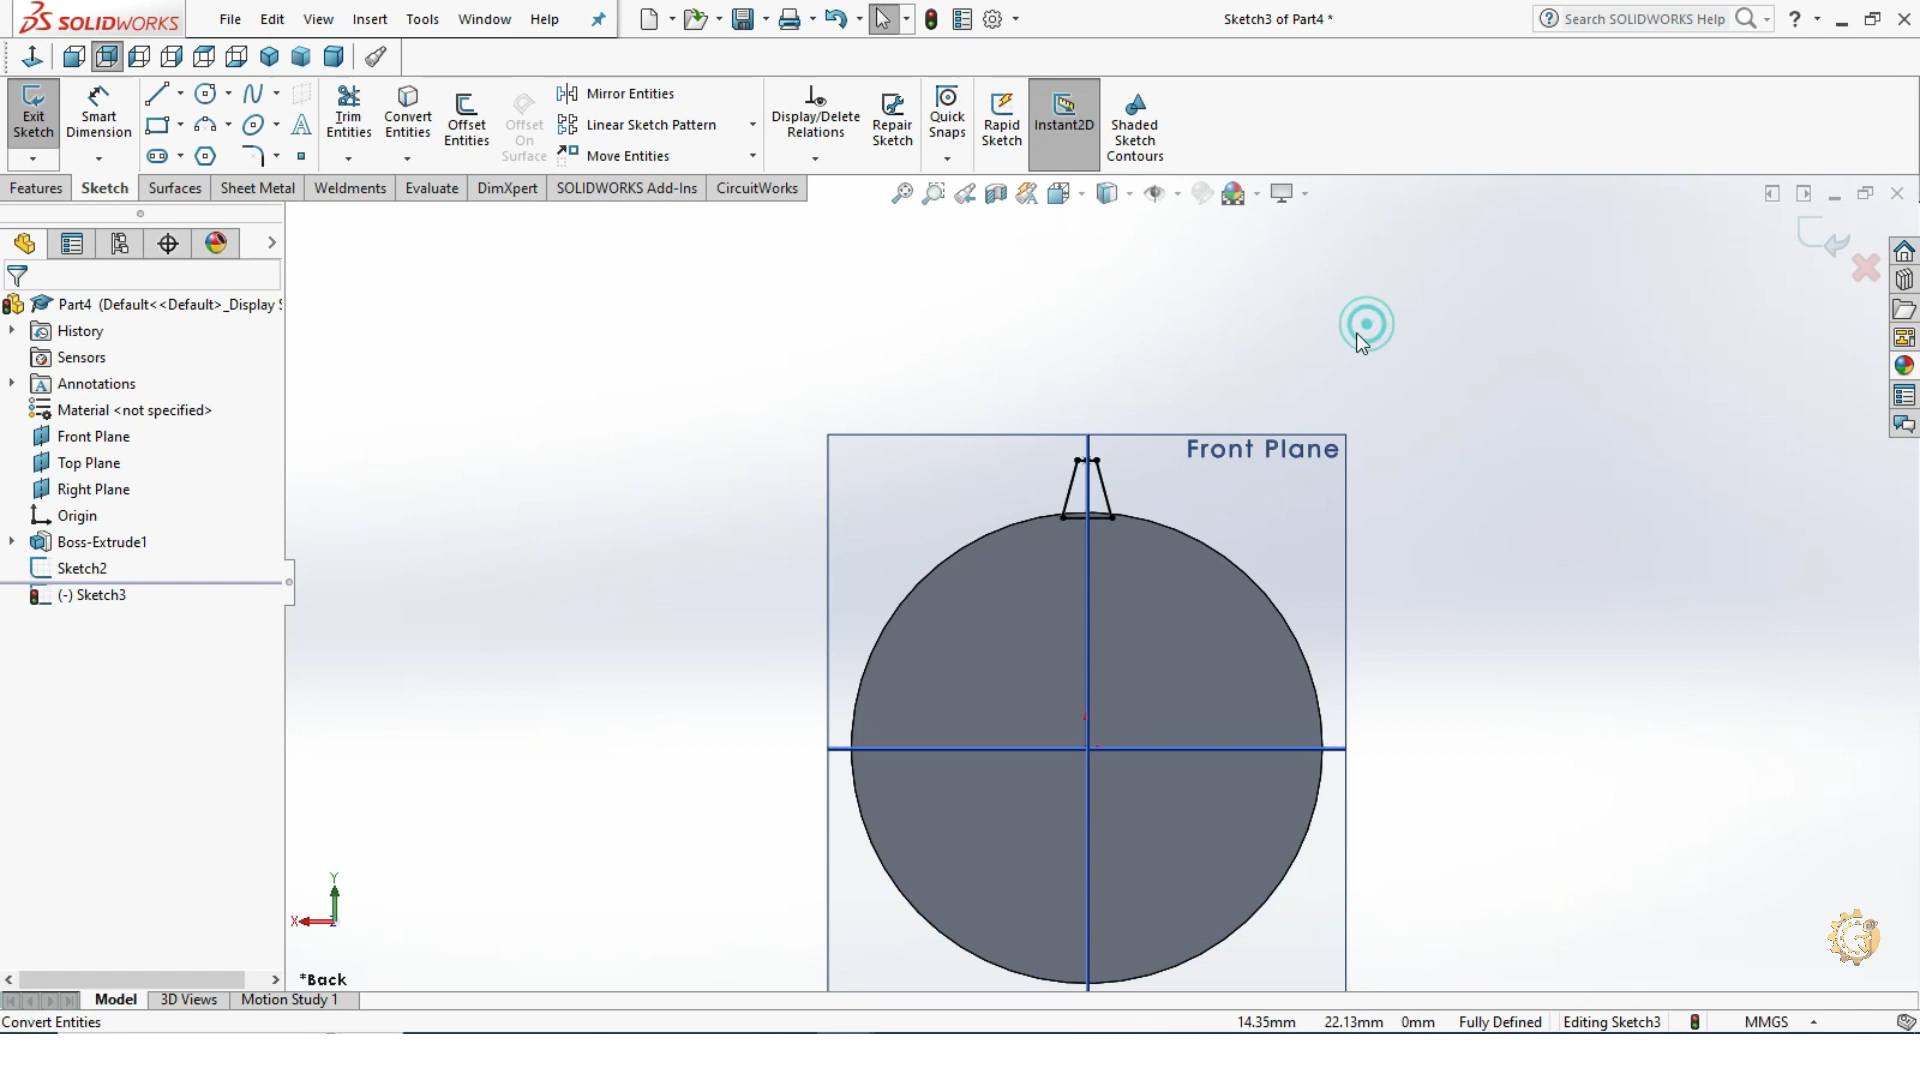 SOLIDWORKS
File Edit View Insert Tools Window Help
Sketch3 of Part4 *
Search SOLIDWORKS Help
?
Exit Sketch
Smart Dimension
Trim Entities
Convert Entities
Offset Entities
Offset On Surface
Mirror Entities
Linear Sketch Pattern
Move Entities
Display/Delete Relations
Repair Sketch
Quick Snaps
Rapid Sketch
Instant2D
Shaded Sketch Contours
Features Sketch Surfaces Sheet Metal Weldments Evaluate DimXpert SOLIDWORKS Add-Ins CircuitWorks
Part4 (Default<<Default>_Display
History
Sensors
Annotations
Material <not specified>
Front Plane
Top Plane
Right Plane
Origin
Boss-Extrude1
Sketch2
(-) Sketch3
Front Plane
Y
X
*Back
Model 3D Views Motion Study 1
Convert Entities
14.35mm 22.13mm 0mm Fully Defined Editing Sketch3 MMGS